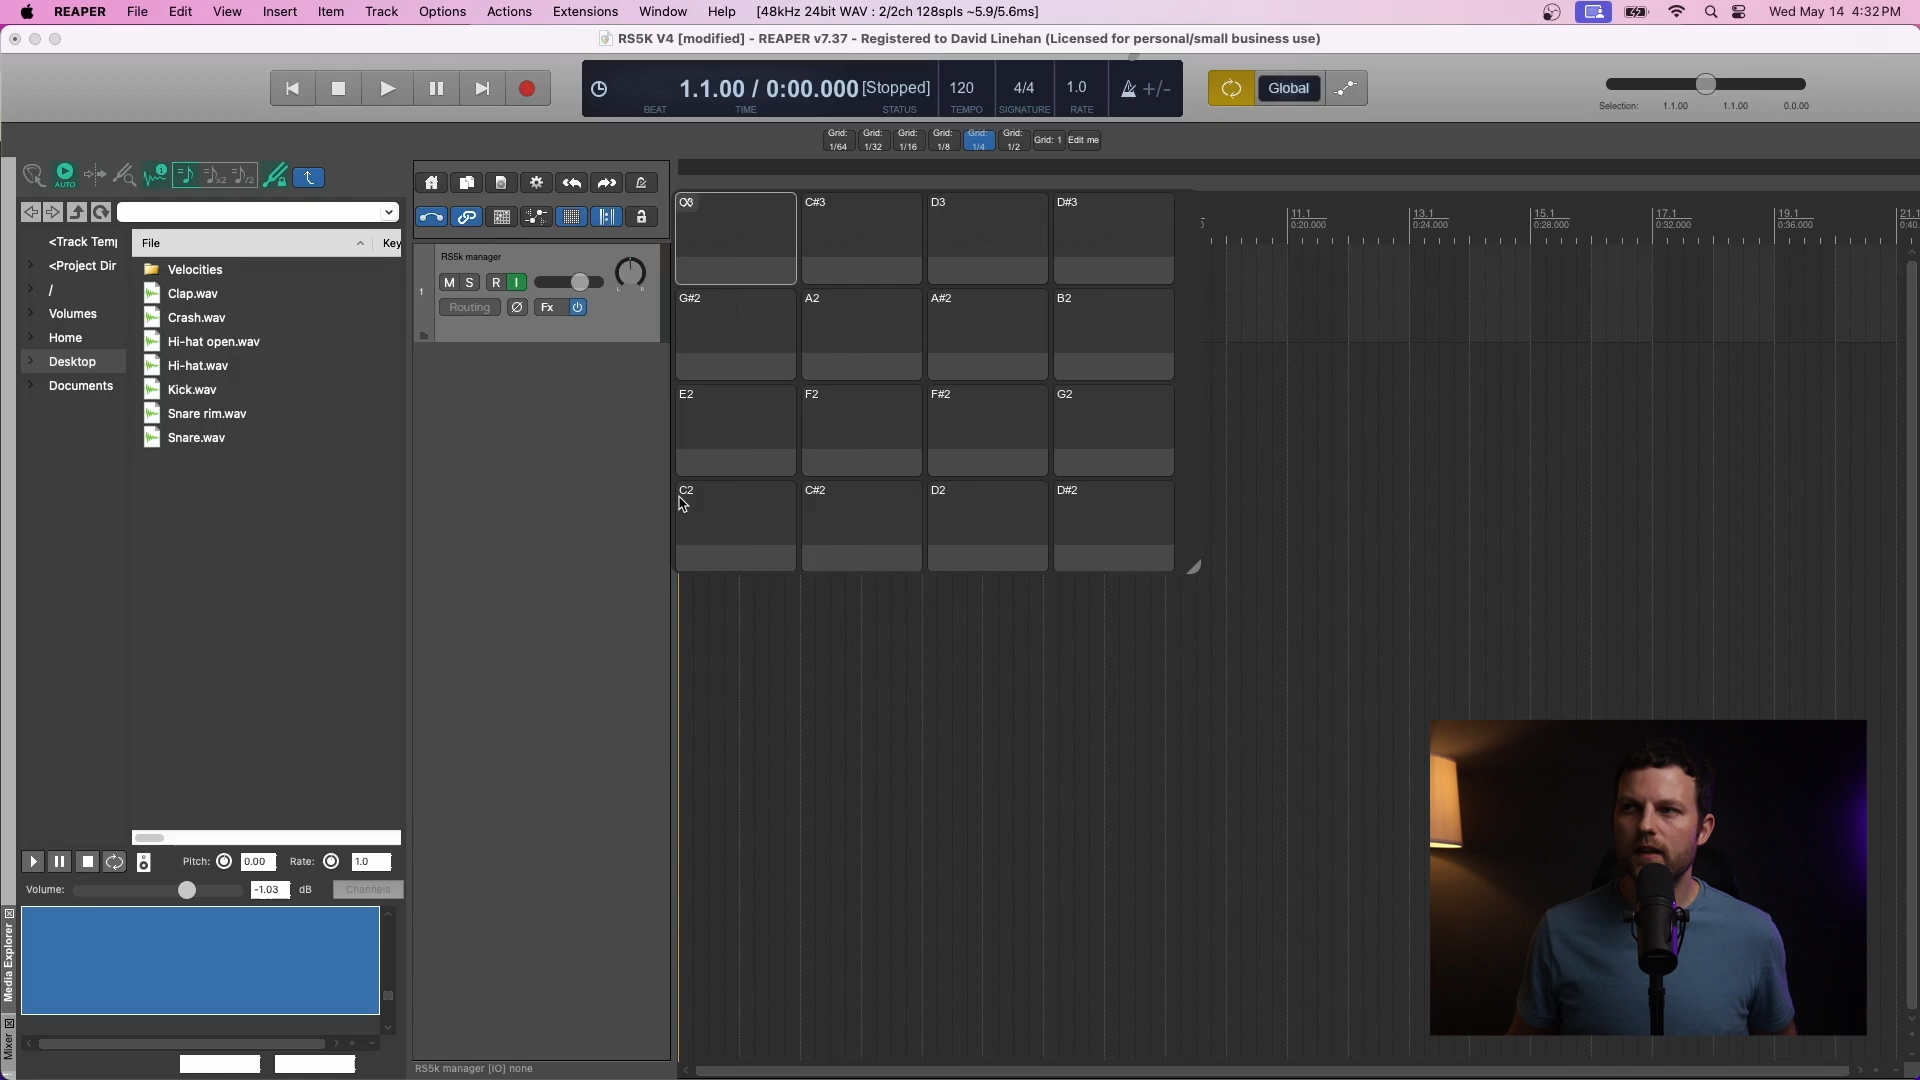 REAPER File Edit View Insert Item Track Options Actions Extensions Window Help [48kHz 24bit WAV : 2/2ch 128spls ~5.9/5.6ms] Wed May 14 4:32 PM
RS5K V4 [modified] - REAPER v7.37 - Registered to David Linehan (Licensed for personal/small business use)
1.1.00 / 0:00.000 [Stopped] 120 4/4 1.0 +/- Global
BEAT TIME STATUS TEMPO SIGNATURE RATE
Selection: 1.1.00 1.1.00 0.0.00
Grid: 1/64 Grid: 1/32 Grid: 1/16 Grid: 1/8 Grid: 1/4 Grid: 1/2 Grid: 1 Edit me
AUTO x2 /2
<Track Temp
File Key
<Project Dir
/
Volumes
Home
Desktop
Documents
Velocities
Clap.wav
Crash.wav
Hi-hat open.wav
Hi-hat.wav
Kick.wav
Snare rim.wav
Snare.wav
1
RS5k manager
M S R I
L R
Routing Ø Fx
C#3 D3 D#3
G#2 A2 A#2 B2
E2 F2 F#2 G2
C2 C#2 D2 D#2
11.1 13.1 15.1 17.1 19.1 21.1
0:20.000 0:24.000 0:28.000 0:32.000 0:36.000 0:40.
Pitch: 0.00 Rate: 1.0
Volume: -1.03 dB Channels
Media Explorer
Mixer
RS5k manager [IO] none